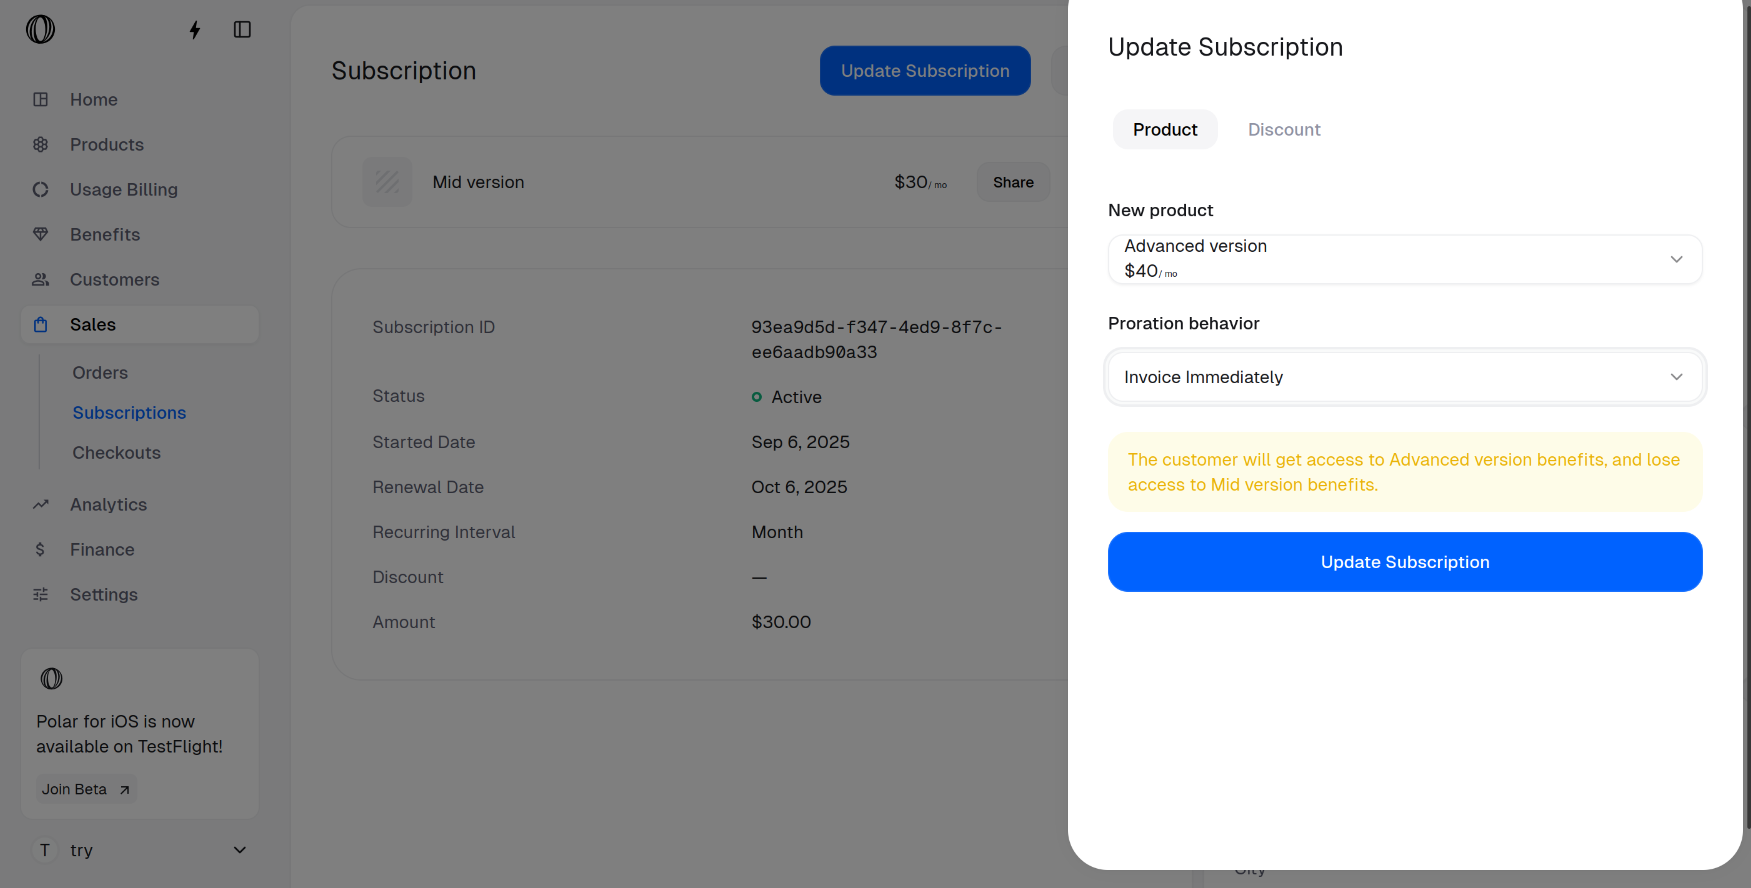 Home
Products
Usage Billing
Benefits
Customers
Sales
Orders
Subscriptions
Checkouts
Analytics
Finance
Settings
Polar for iOS is now
available on TestFlight!
Join Beta
T try
Subscription
Update Subscription
Mid version
$30/ mo
Share
Subscription ID
93ea9d5d-f347-4ed9-8f7c-
ee6aadb90a33
Status
Active
Started Date
Sep 6, 2025
Renewal Date
Oct 6, 2025
Recurring Interval
Month
Discount
—
Amount
$30.00
Update Subscription
Product
Discount
New product
Advanced version
$40/ mo
Proration behavior
Invoice Immediately
The customer will get access to Advanced version benefits, and lose
access to Mid version benefits.
Update Subscription
City